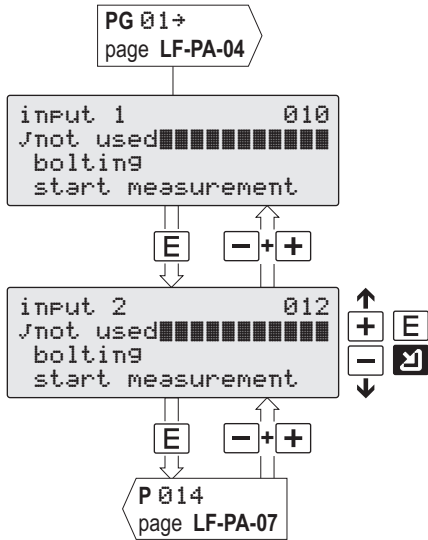 PG 01→
page LF-PA-04
input 1 010
√not used██████████
bolting
start measurement
E - + +
input 2 012
√not used██████████
bolting
start measurement
+ E
-
E - + +
P 014
page LF-PA-07